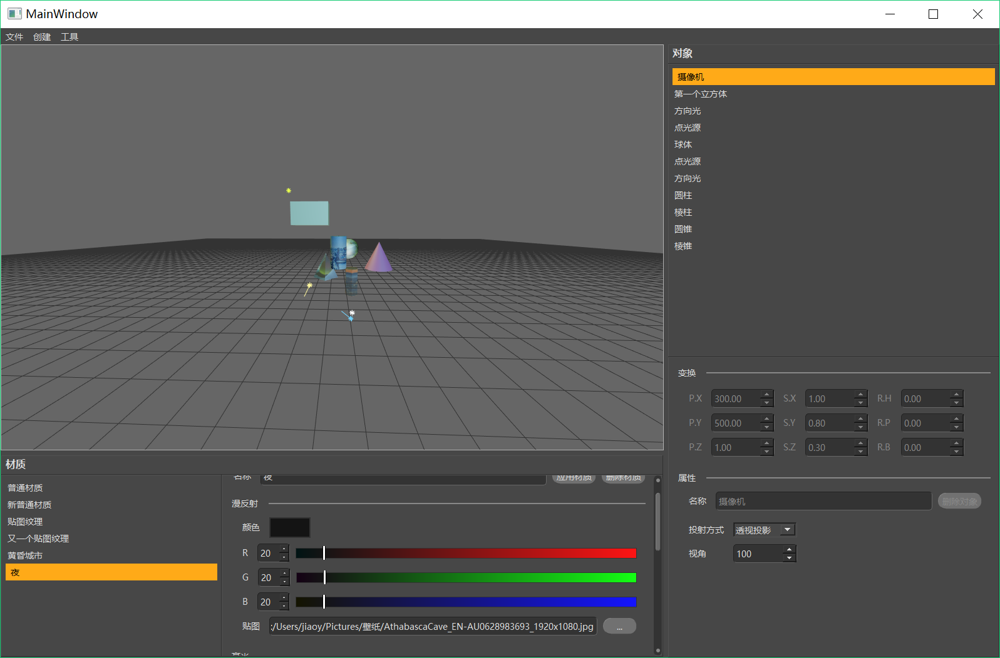 MainWindow
文件 创建 工具
对象
摄像机
第一个立方体
方向光
点光源
球体
点光源
方向光
圆柱
棱柱
圆锥
棱锥
变换
P.X 300.00 S.X 1.00 R.H 0.00
P.Y 500.00 S.Y 0.80 R.P 0.00
P.Z 1.00 S.Z 0.30 R.B 0.00
属性
名称 摄像机 删除对象
投射方式 透视投影
视角 100
材质
普通材质
新普通材质
贴图纹理
又一个贴图纹理
黄昏城市
夜
名称 夜 应用材质 删除材质
漫反射
颜色
R 20
G 20
B 20
贴图 :/Users/jiaoy/Pictures/壁纸/AthabascaCave_EN-AU0628983693_1920x1080.jpg ...